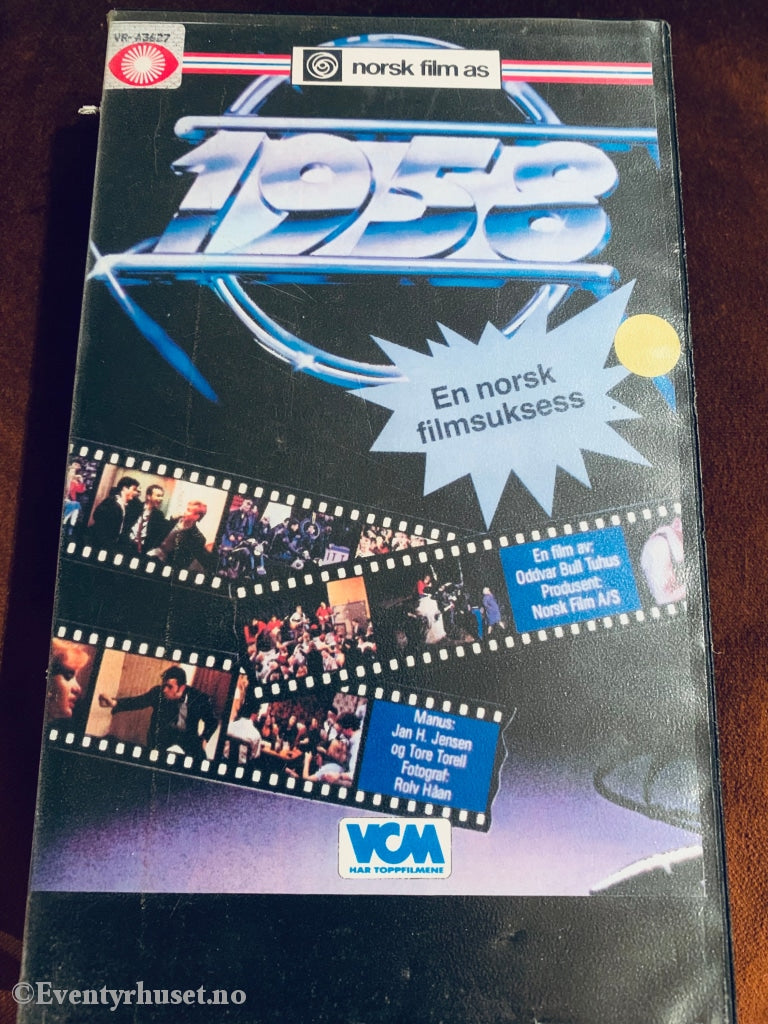 VR-A3627
norsk film as
1958
En norsk
filmsuksess
En film av:
Oddvar Bull Tuhus
Produsent:
Norsk Film A/S
Manus:
Jan H. Jensen
og Tore Torell
Fotograf:
Rolv Håan
VCM
HAR TOPPFILMENE
©Eventyrhuset.no